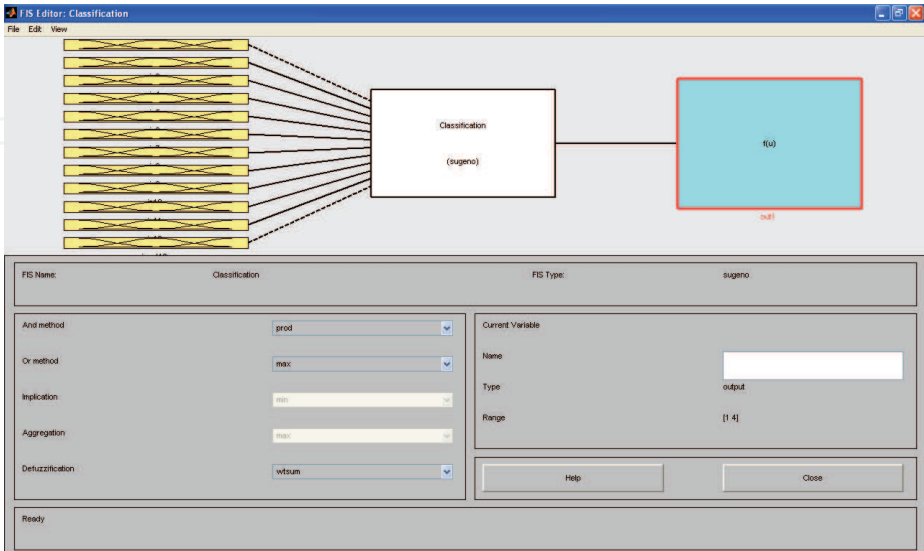 FIS Editor: Classification
File Edit View
Classification
(sugeno)
f(u)
FIS Name: Classification FIS Type: sugeno
And method prod
Or method max
Implication min
Aggregation max
Defuzzification wtsum
Current Variable
Name
Type output
Range [1 4]
Help Close
Ready